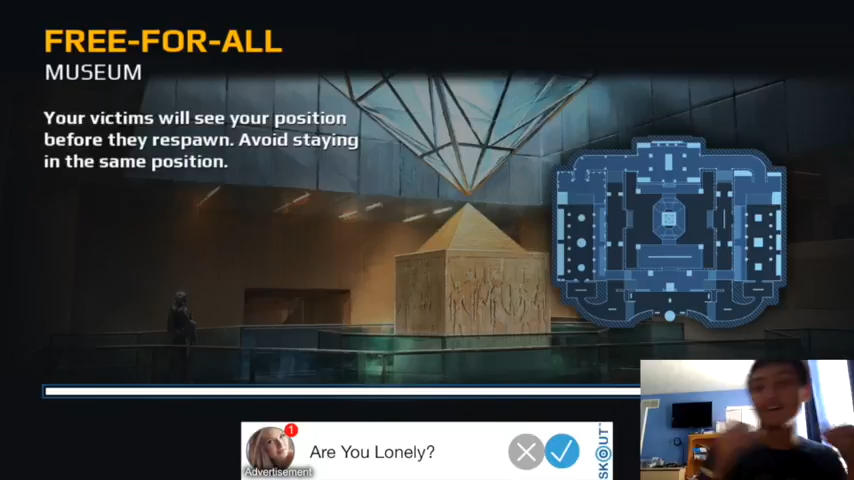 FREE-FOR-ALL
MUSEUM
Your victims will see your position
before they respawn. Avoid staying
in the same position.
1
Are You Lonely?
Advertisement
SKOUT